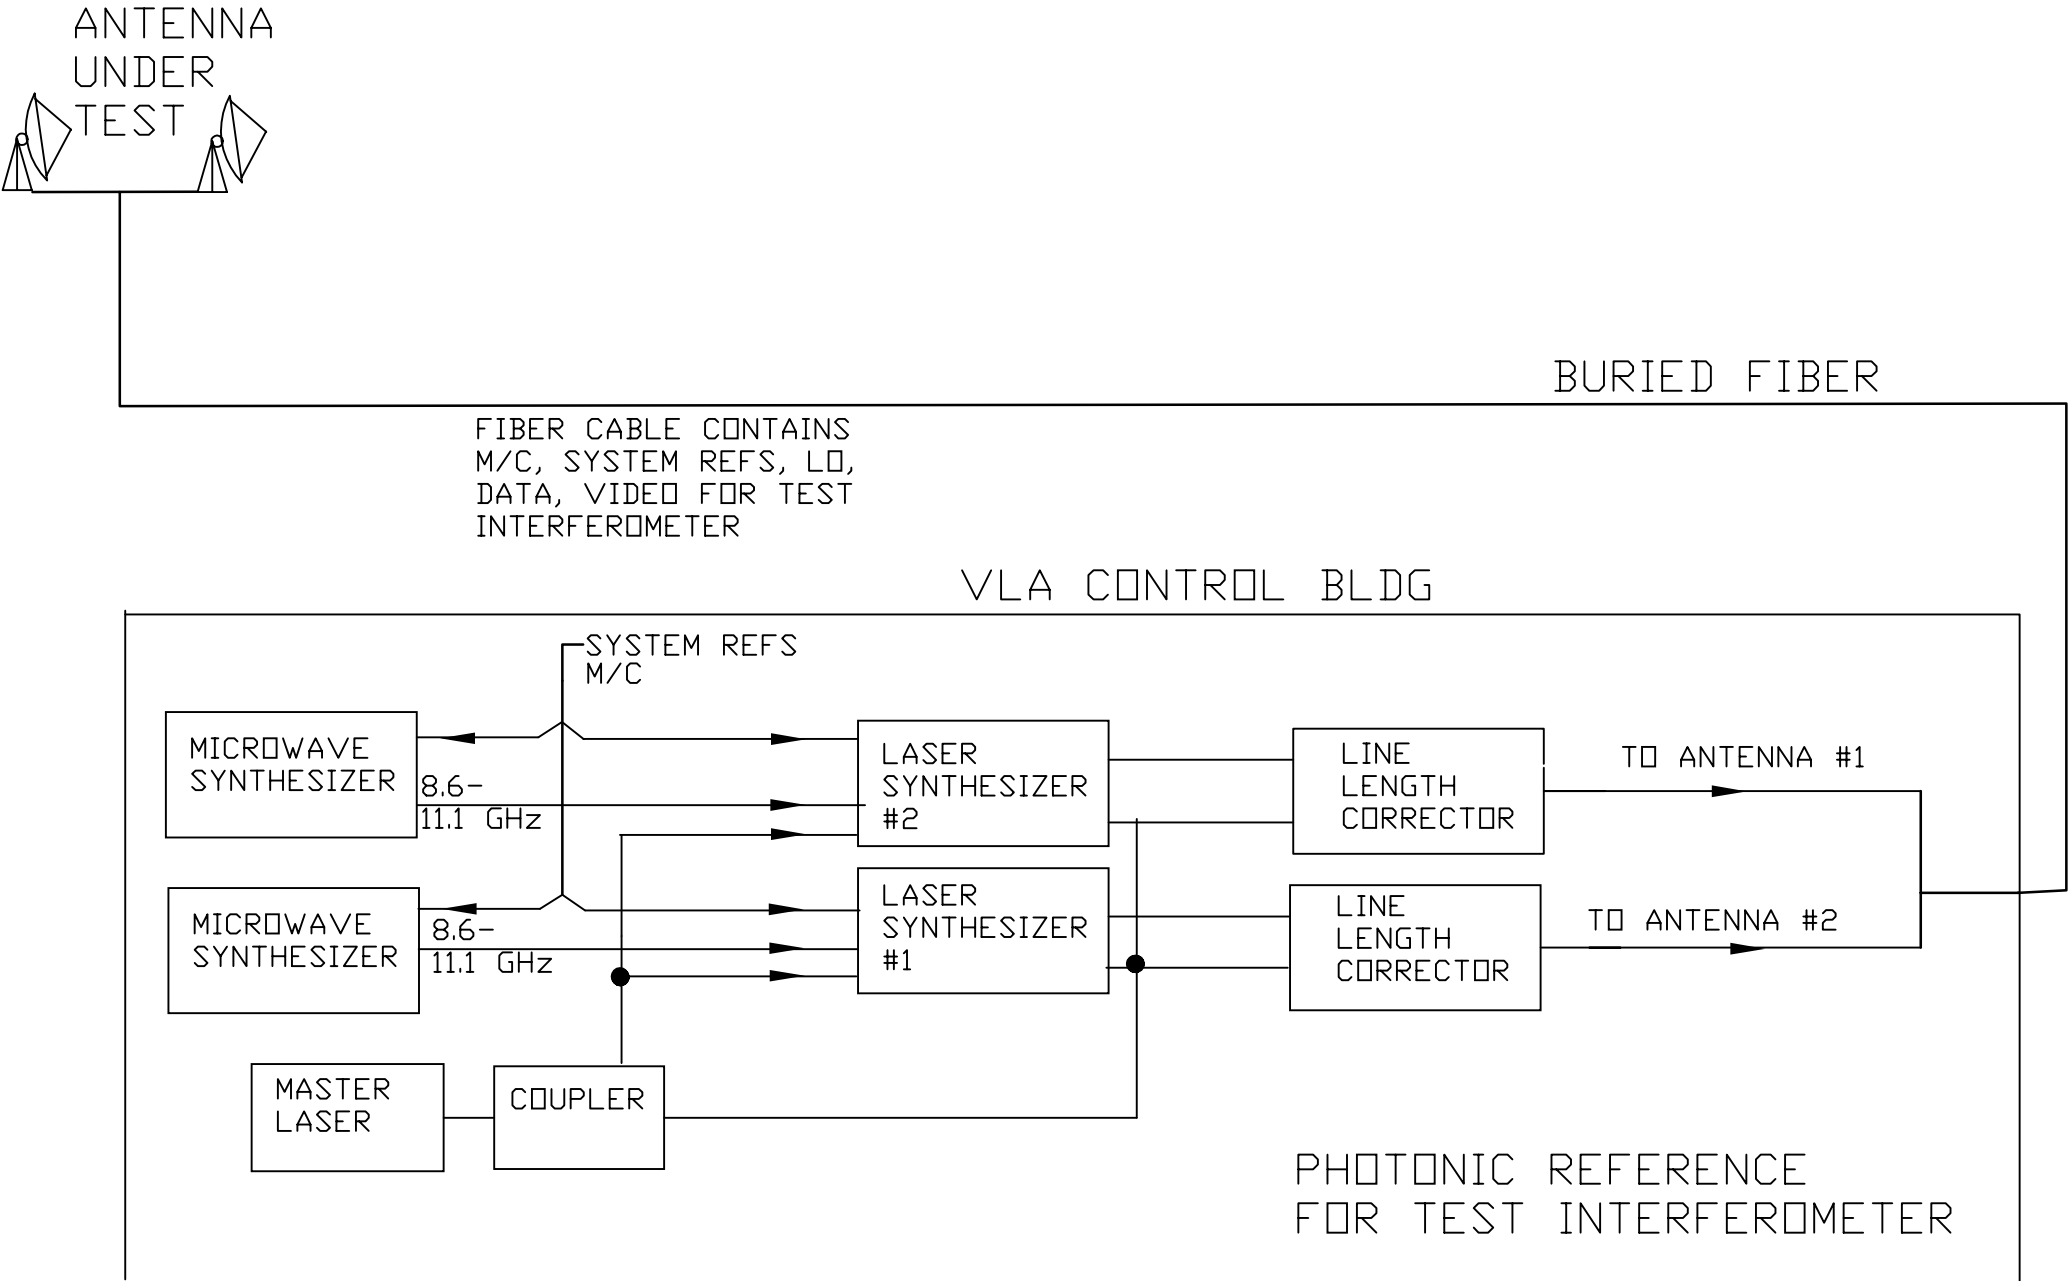 ANTENNA
UNDER
TEST
BURIED FIBER
FIBER CABLE CONTAINS
M/C, SYSTEM REFS, LO,
DATA, VIDEO FOR TEST
INTERFEROMETER
VLA CONTROL BLDG
SYSTEM REFS
M/C
MICROWAVE
SYNTHESIZER
8.6-
11.1 GHz
LASER
SYNTHESIZER
#2
LINE
LENGTH
CORRECTOR
TO ANTENNA #1
MICROWAVE
SYNTHESIZER
8.6-
11.1 GHz
LASER
SYNTHESIZER
#1
LINE
LENGTH
CORRECTOR
TO ANTENNA #2
MASTER
LASER
COUPLER
PHOTONIC REFERENCE
FOR TEST INTERFEROMETER